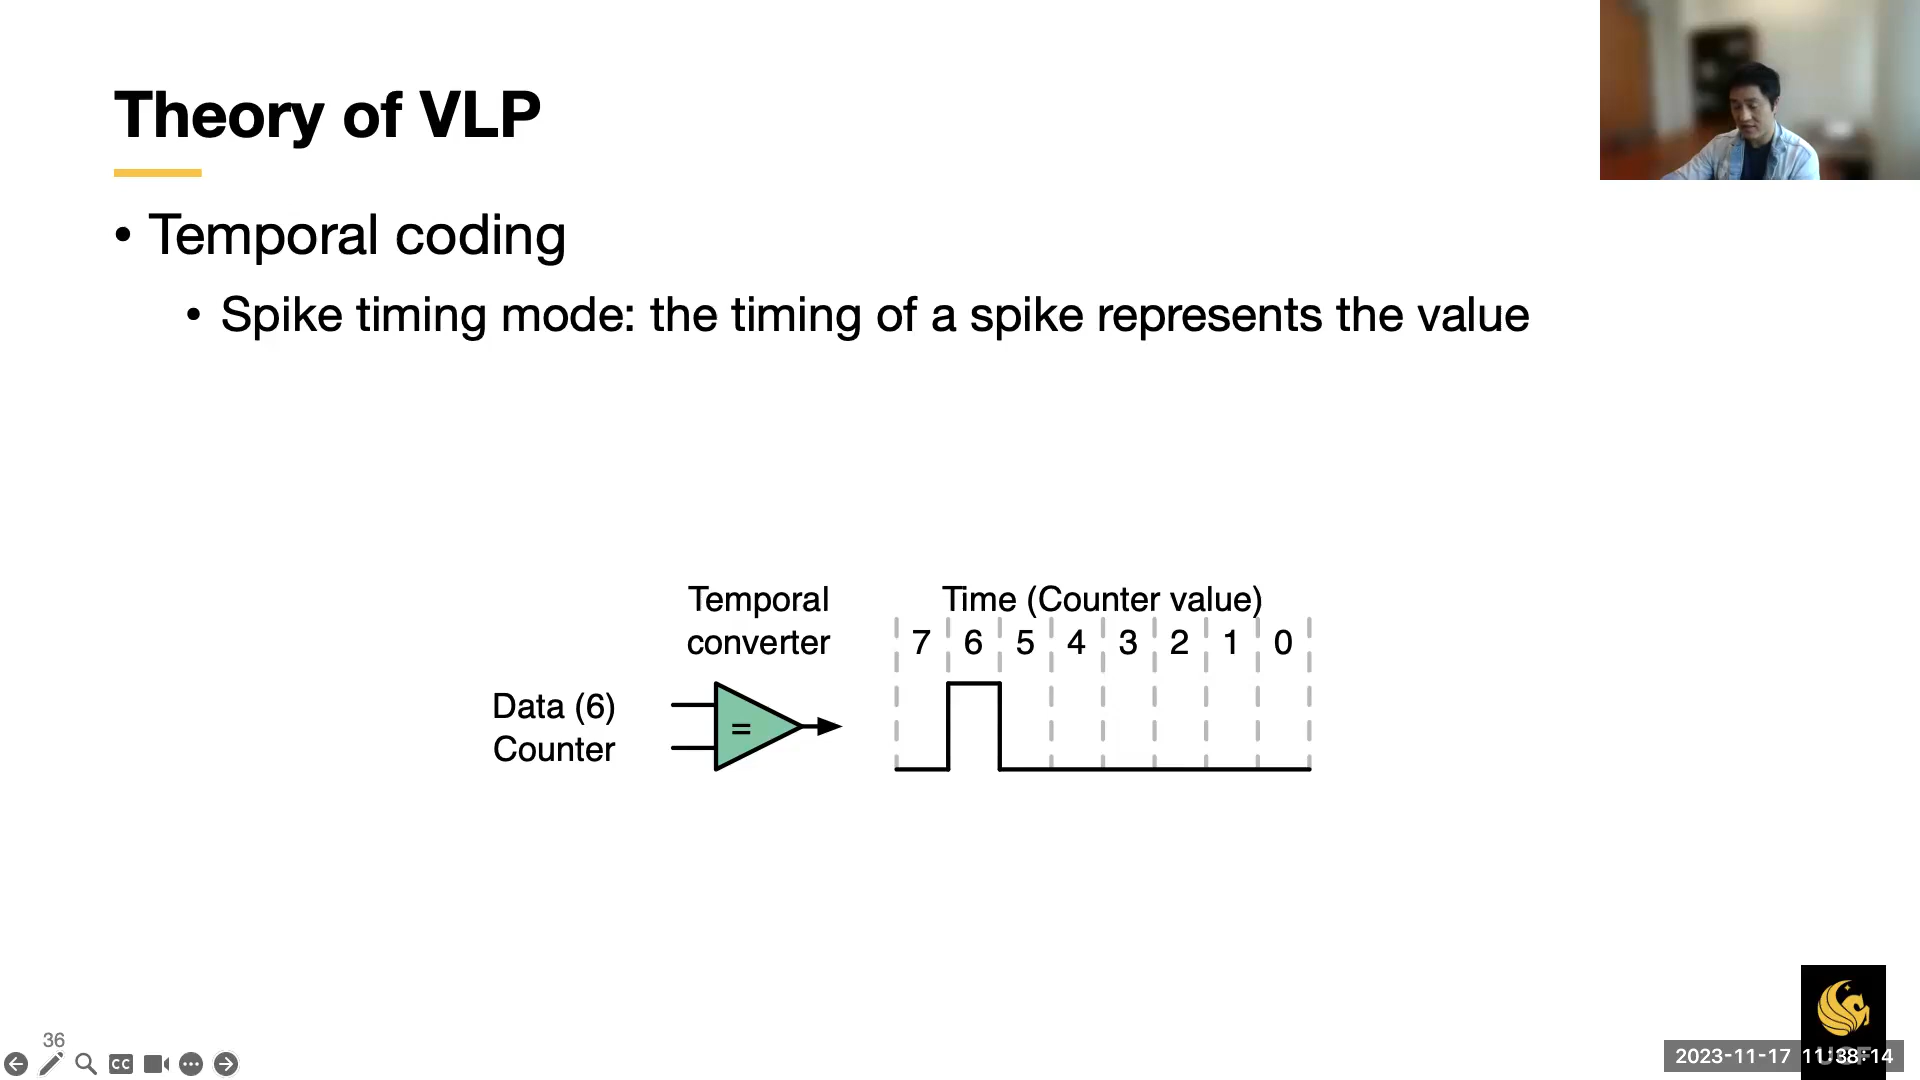 Theory of VLP
• Temporal coding
• Spike timing mode: the timing of a spike represents the value
Temporal
converter
Time (Counter value)
7 6 5 4 3 2 1 0
Data (6)
Counter
=
36
CC
UCF
2023-11-17 11:38:14